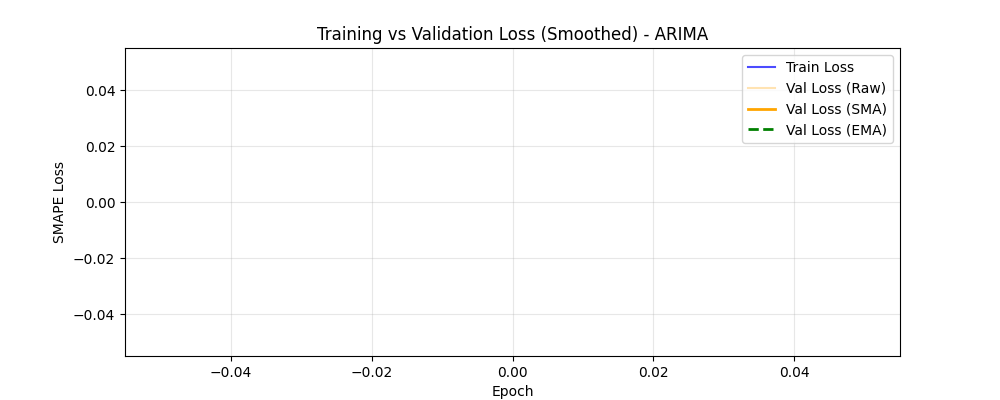 Training vs Validation Loss (Smoothed) - ARIMA
Train Loss
Val Loss (Raw)
Val Loss (SMA)
Val Loss (EMA)
SMAPE Loss
0.04
0.02
0.00
−0.02
−0.04
−0.04
−0.02
0.00
0.02
0.04
Epoch